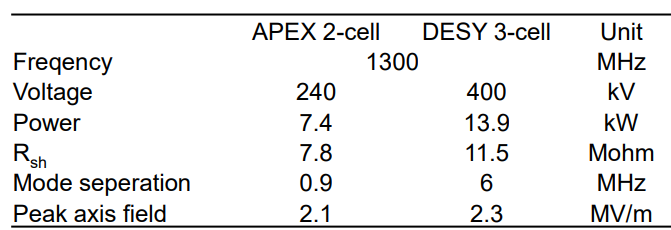 APEX 2-cell DESY 3-cell Unit
Freqency 1300 MHz
Voltage 240 400 kV
Power 7.4 13.9 kW
Rsh 7.8 11.5 Mohm
Mode seperation 0.9 6 MHz
Peak axis field 2.1 2.3 MV/m